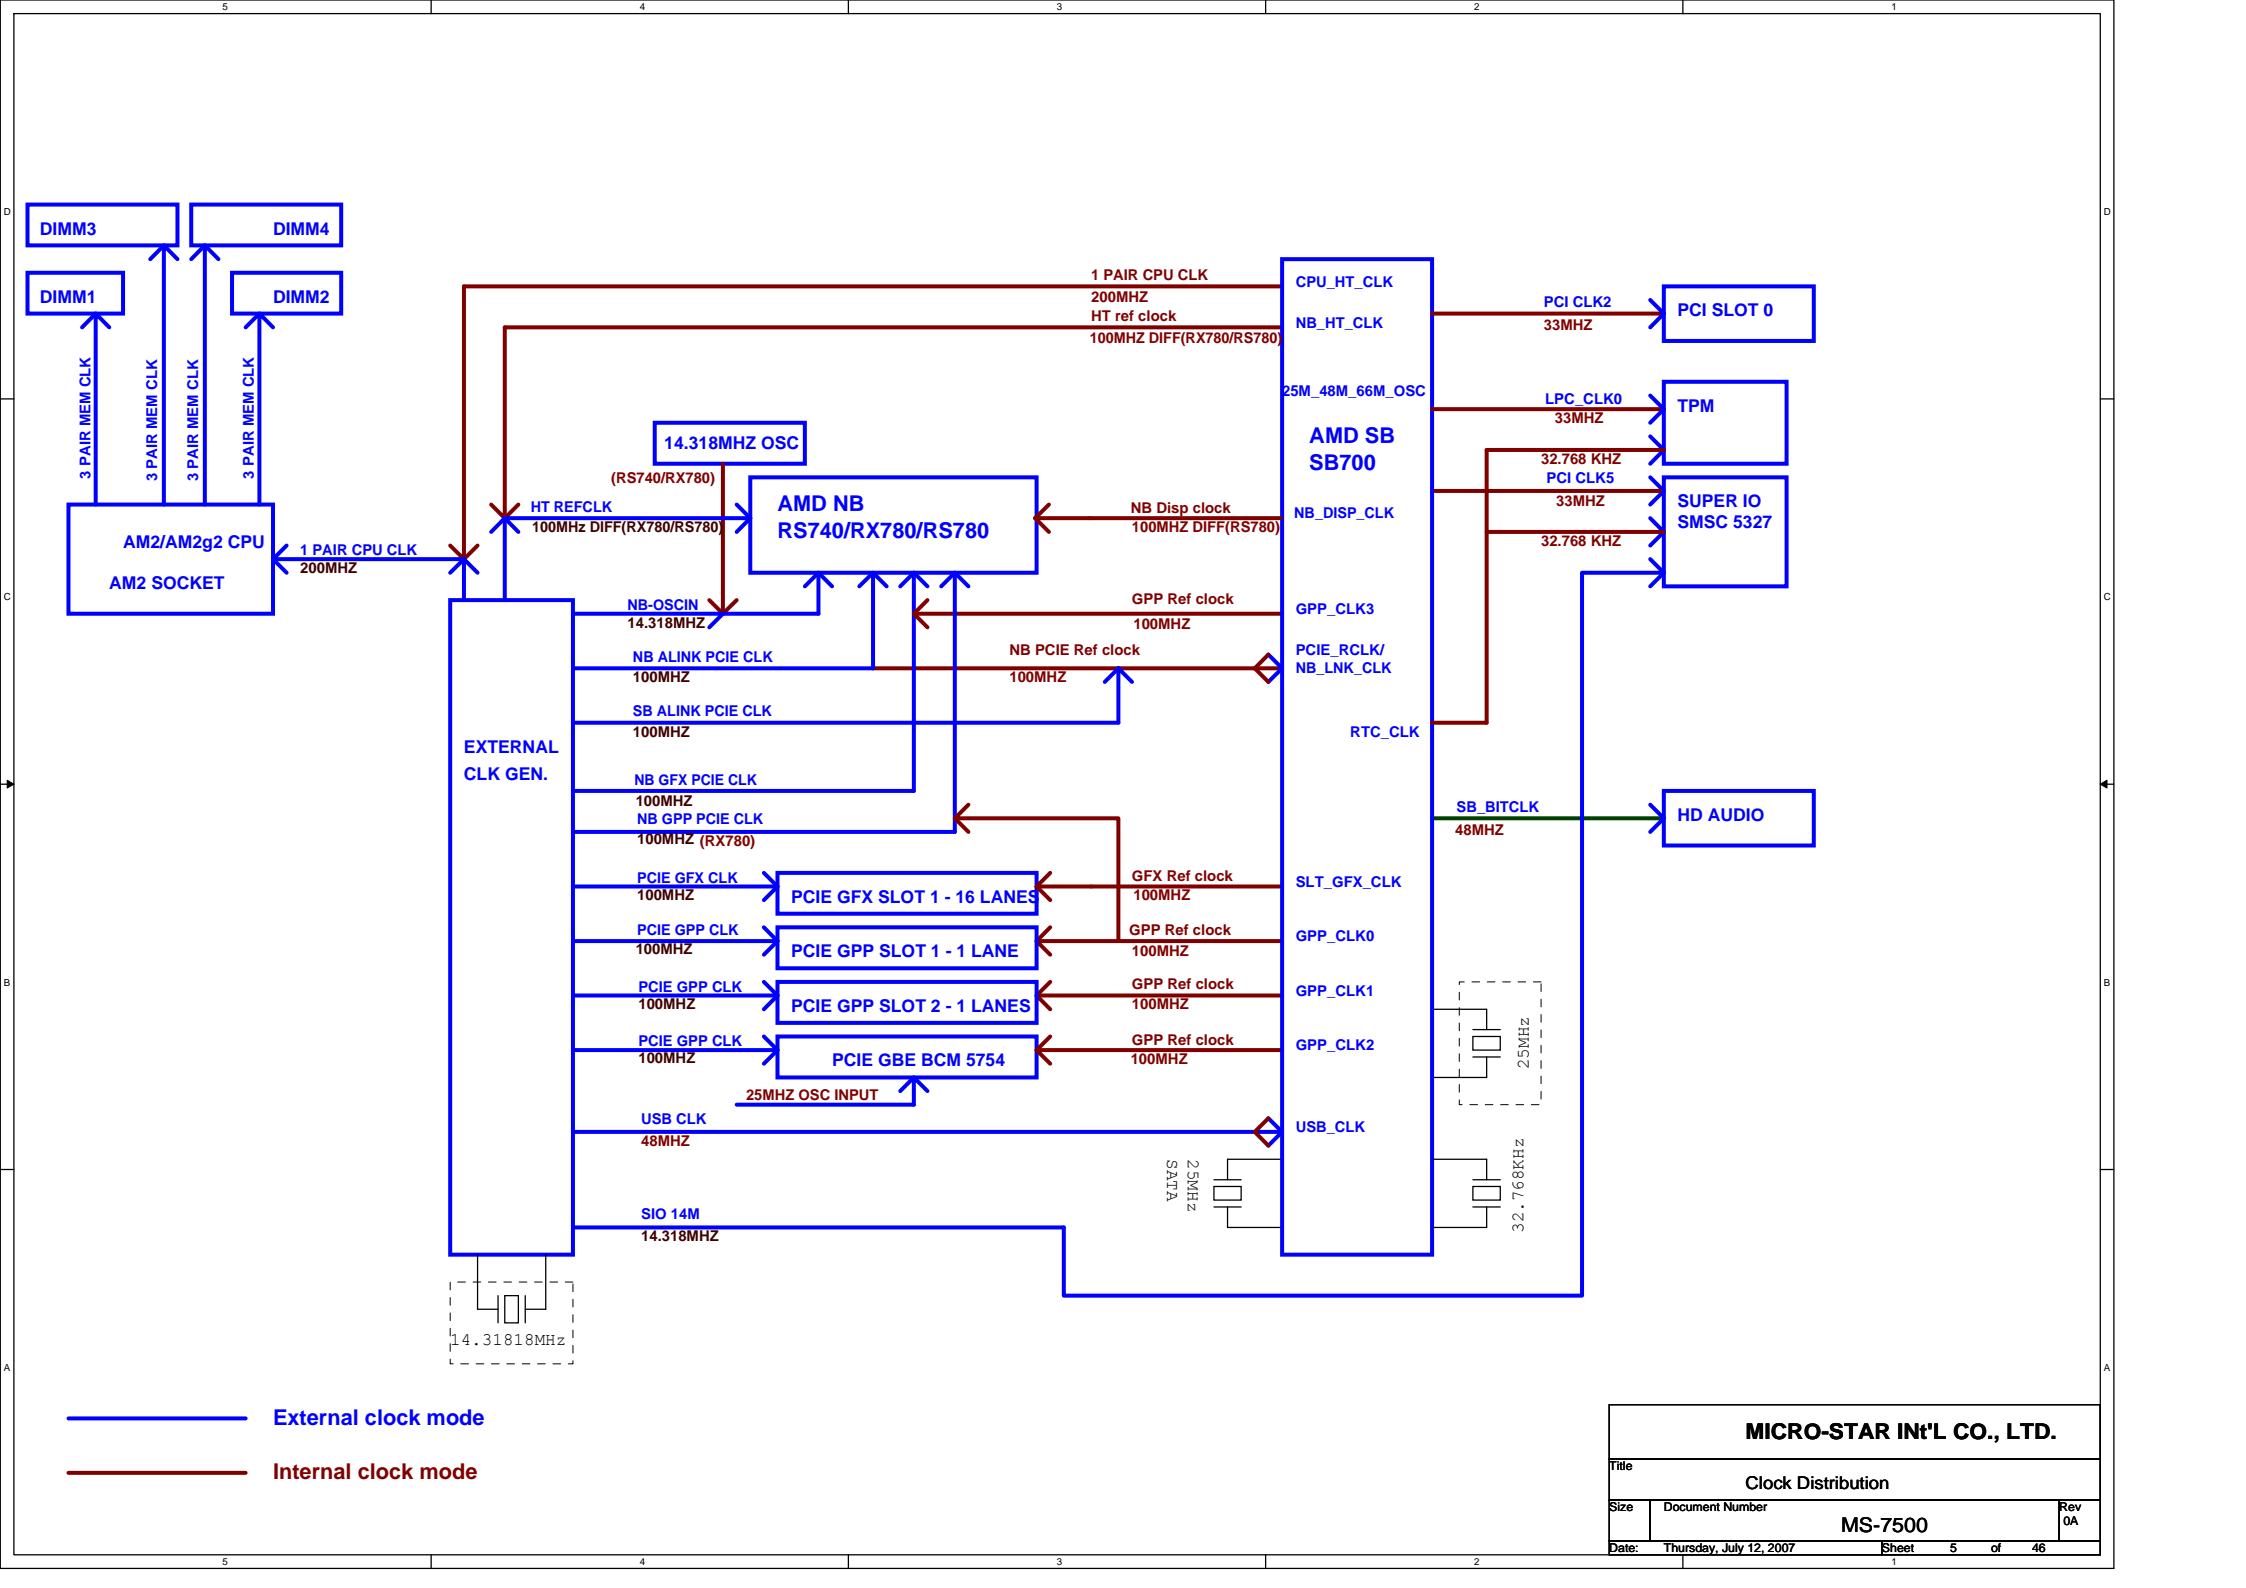 5 4 3 2 1
D D
C C
B B
A A
DIMM3
DIMM4
DIMM1
DIMM2
3 PAIR MEM CLK
3 PAIR MEM CLK
3 PAIR MEM CLK
3 PAIR MEM CLK
AM2/AM2g2 CPU
AM2 SOCKET
1 PAIR CPU CLK
200MHZ
1 PAIR CPU CLK
200MHZ
HT ref clock
100MHZ DIFF(RX780/RS780)
14.318MHZ OSC
(RS740/RX780)
HT REFCLK
100MHz DIFF(RX780/RS780)
AMD NB
RS740/RX780/RS780
NB Disp clock
100MHZ DIFF(RS780)
NB-OSCIN
14.318MHZ
GPP Ref clock
100MHZ
NB ALINK PCIE CLK
100MHZ
NB PCIE Ref clock
100MHZ
SB ALINK PCIE CLK
100MHZ
EXTERNAL
CLK GEN.
NB GFX PCIE CLK
100MHZ
NB GPP PCIE CLK
100MHZ (RX780)
PCIE GFX CLK
100MHZ
PCIE GFX SLOT 1 - 16 LANES
GFX Ref clock
100MHZ
PCIE GPP CLK
100MHZ
PCIE GPP SLOT 1 - 1 LANE
GPP Ref clock
100MHZ
PCIE GPP CLK
100MHZ
PCIE GPP SLOT 2 - 1 LANES
GPP Ref clock
100MHZ
PCIE GPP CLK
100MHZ
PCIE GBE BCM 5754
GPP Ref clock
100MHZ
25MHZ OSC INPUT
USB CLK
48MHZ
SIO 14M
14.318MHZ
14.31818MHz
CPU_HT_CLK
NB_HT_CLK
25M_48M_66M_OSC
AMD SB
SB700
NB_DISP_CLK
GPP_CLK3
PCIE_RCLK/
NB_LNK_CLK
RTC_CLK
SLT_GFX_CLK
GPP_CLK0
GPP_CLK1
GPP_CLK2
USB_CLK
25MHz
SATA
25MHz
32.768KHz
PCI CLK2
33MHZ
PCI SLOT 0
LPC_CLK0
33MHZ
TPM
32.768 KHZ
PCI CLK5
33MHZ
SUPER IO
SMSC 5327
32.768 KHZ
SB_BITCLK
48MHZ
HD AUDIO
External clock mode
Internal clock mode
MICRO-STAR INt'L CO., LTD.
Title
Clock Distribution
Size Document Number Rev
MS-7500 0A
Date: Thursday, July 12, 2007 Sheet 5 of 46
5 4 3 2 1